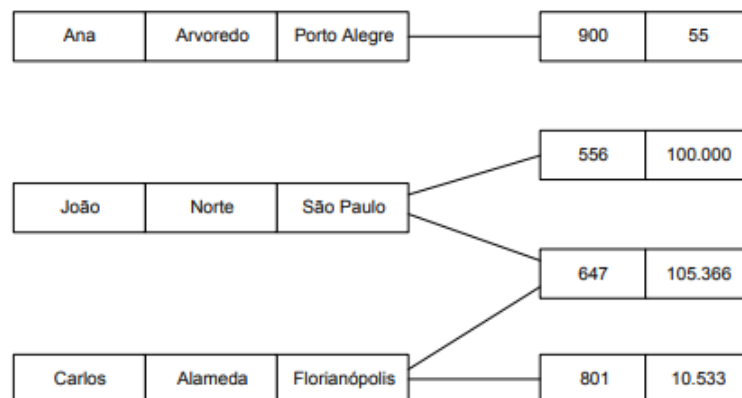 Ana Arvoredo Porto Alegre 900 55
556 100.000
João Norte São Paulo
647 105.366
Carlos Alameda Florianópolis 801 10.533